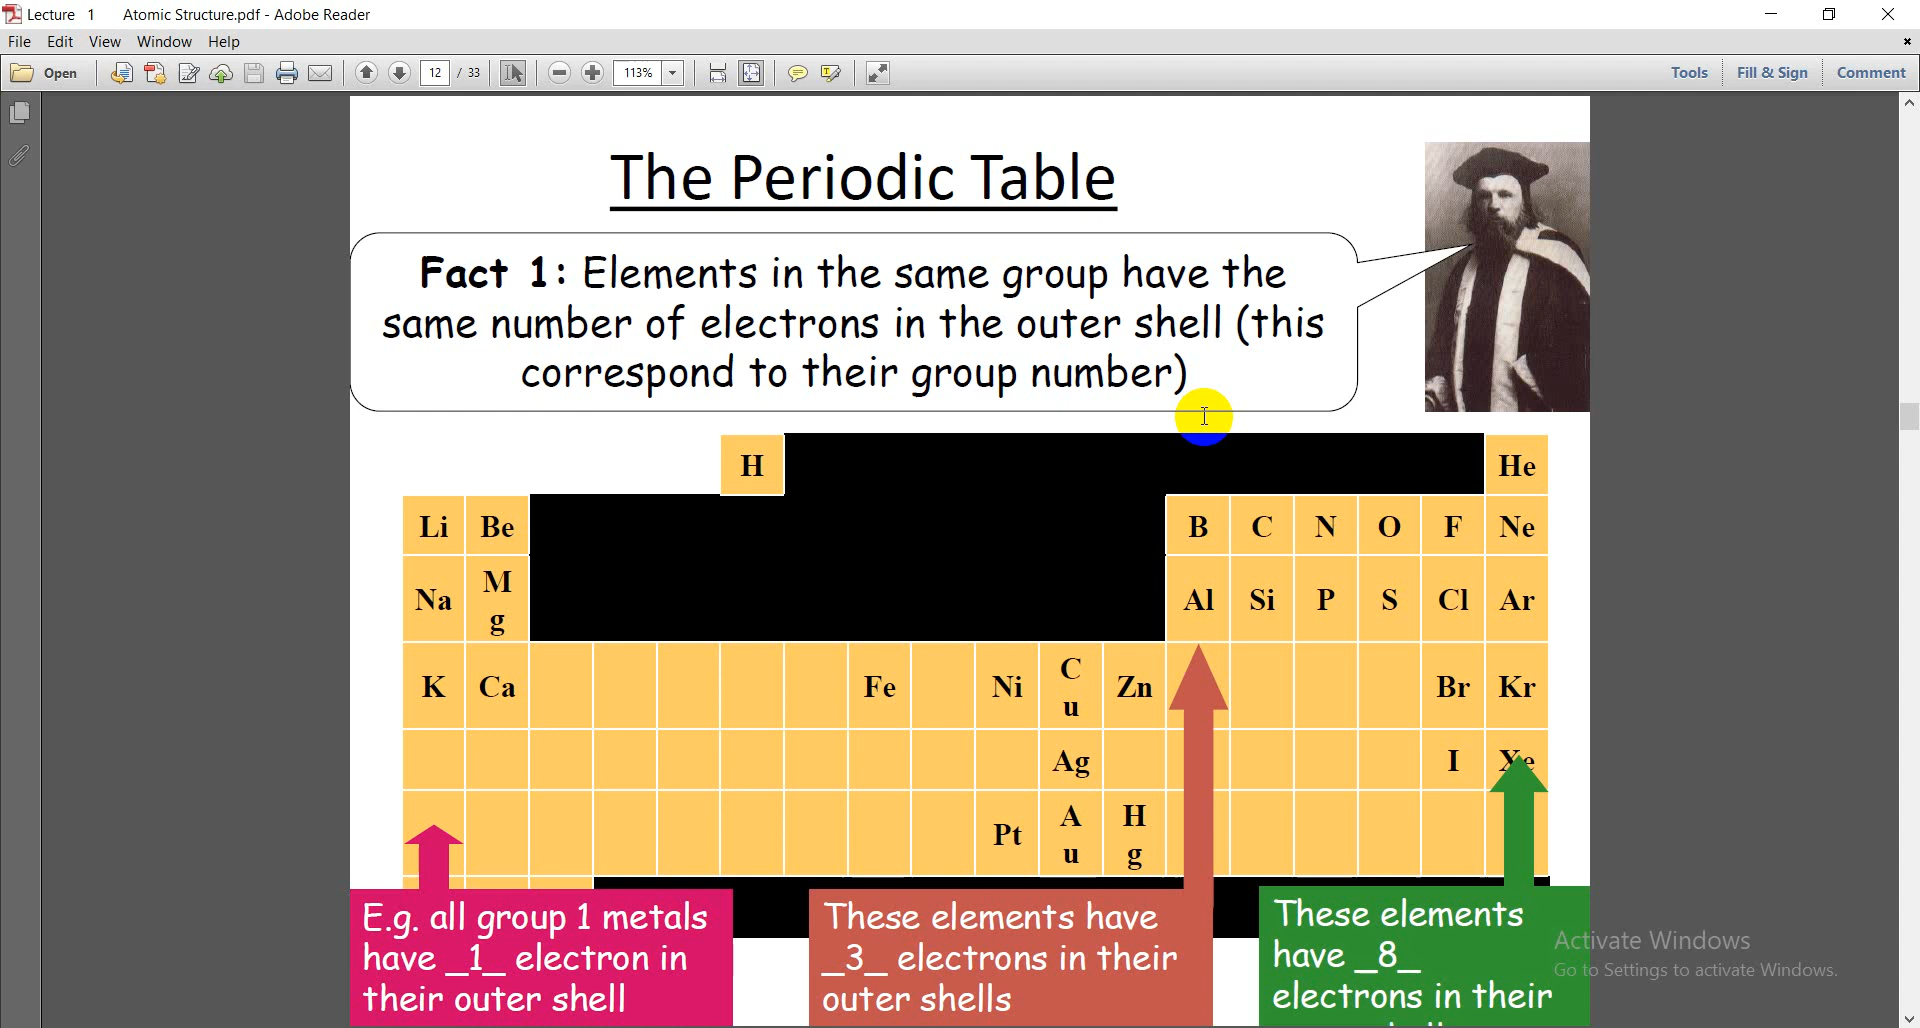 Lecture 1 Atomic Structure.pdf - Adobe Reader
File Edit View Window Help
Open 12 / 33 113% Tools Fill & Sign Comment
The Periodic Table
Fact 1: Elements in the same group have the
same number of electrons in the outer shell (this
correspond to their group number)
H He
Li Be B C N O F Ne
Na M
g Al Si P S Cl Ar
K Ca Fe Ni C
u Zn Br Kr
Ag I Xe
Pt A
u H
g
E.g. all group 1 metals
have _1_ electron in
their outer shell
These elements have
_3_ electrons in their
outer shells
These elements
have _8_
electrons in their
Activate Windows
Go to Settings to activate Windows.